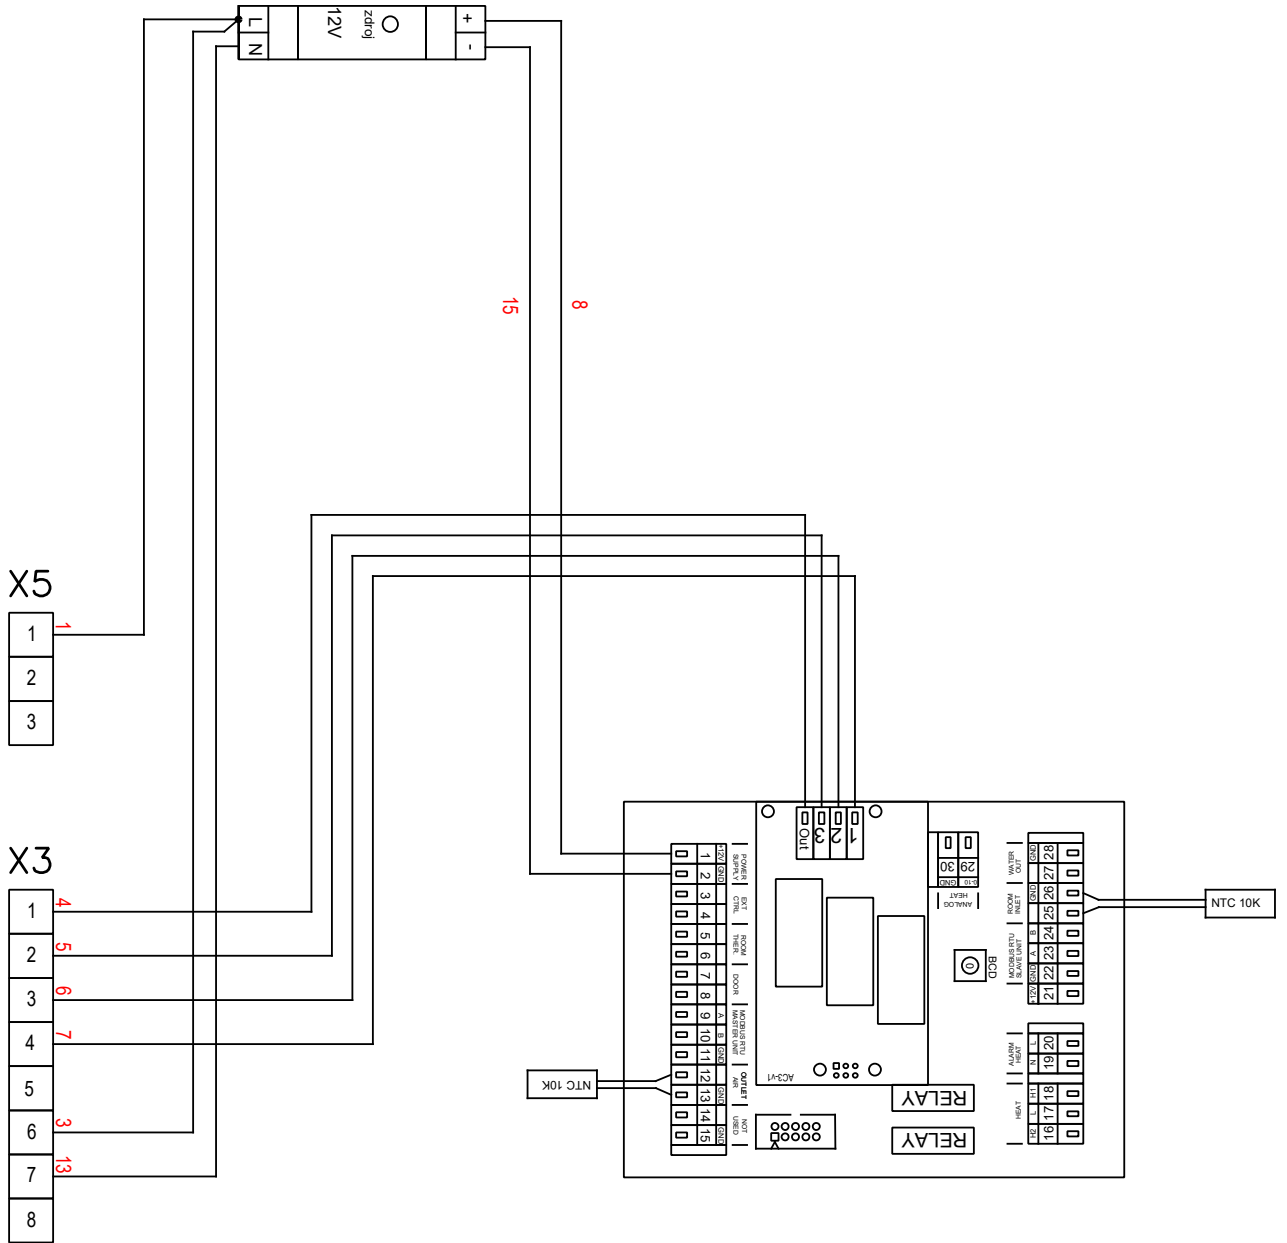 L
N
12V
zdroj
+
-
15
8
X5
1
1
2
3
X3
1
4
2
5
3
6
4
7
5
6
3
7
13
8
Out
3
2
1
1 +12V
2 GND
POWER
SUPPLY
3
4
EXT
CTRL
5
6
ROOM
THER.
7
8
DOOR
9 A
10 B
11 GND
MODBUS RTU
MASTER UNIT
12
13 GND
OUTLET
AIR
14
15 GND
NOT
USED
NTC 10K
AC3-v1
30 29
GND 0-10
ANALOG
HEAT
BCD
0
RELAY
RELAY
WATER
OUT
GND 28
27
ROOM
INLET
GND 26
25
MODBUS RTU
SLAVE UNIT
B 24
A 23
GND 22
+12V 21
ALARM
HEAT
L 20
N 19
HEAT
H1 18
L 17
H2 16
NTC 10K